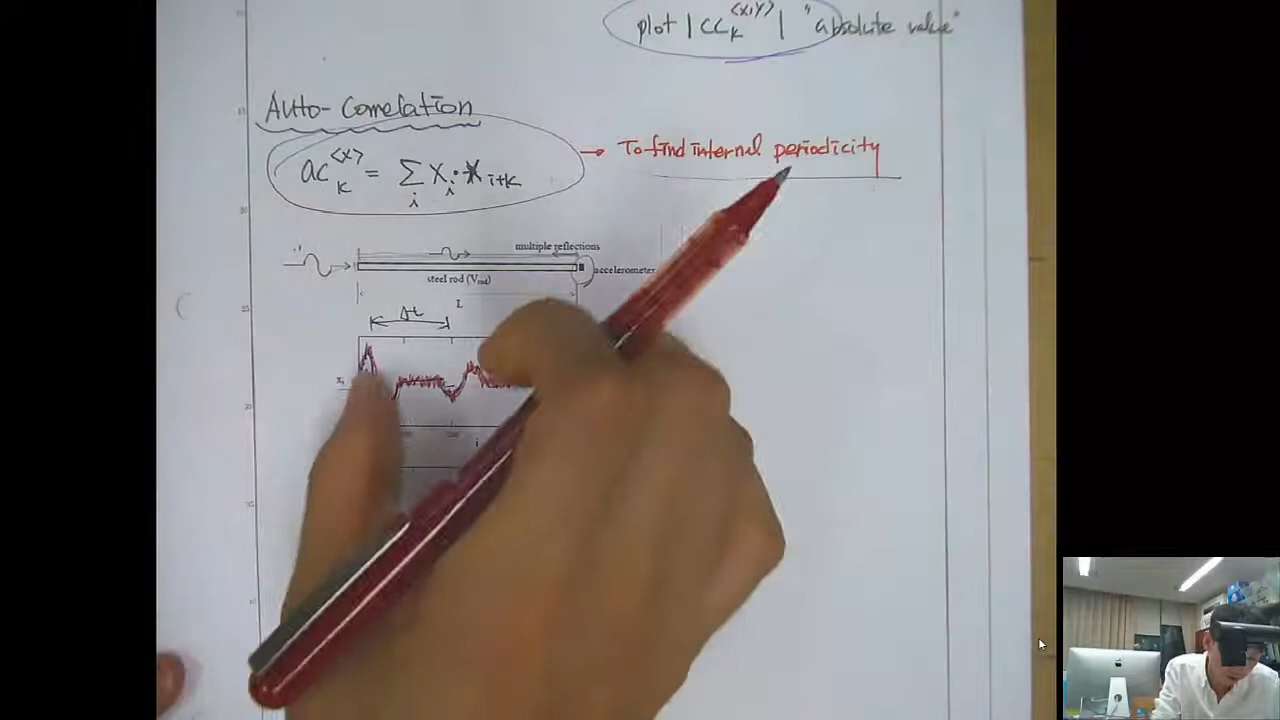 plot | CC_K^<x,y> | "absolute value"
Auto-Correlation
ac_K^<x> = Σ_i X_i · X_i+K → To find internal periodicity
multiple reflections
accelerometer
steel rod (V_rod)
L
Δt
x_i
i